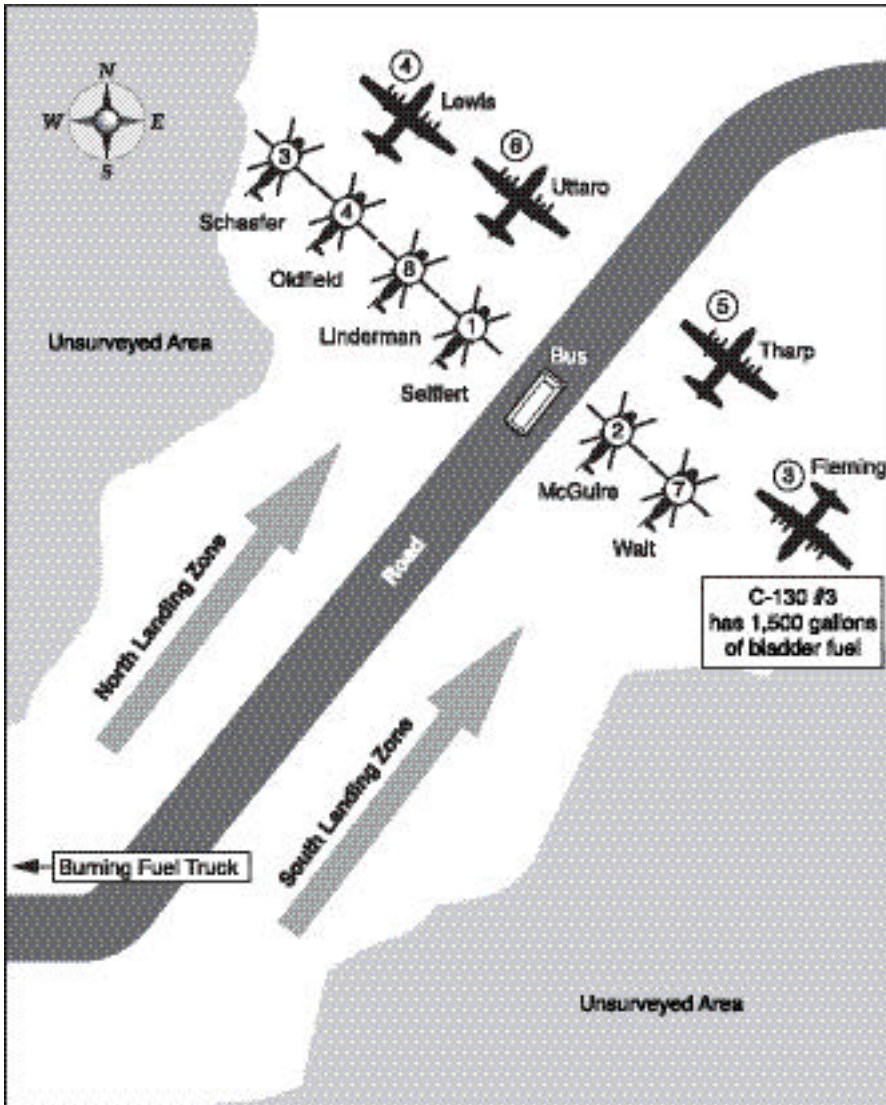 N
W E
S
4
Lewis
6
Uttaro
3
Schaefer
4
Oldfield
8
Linderman
1
Seiffert
Unsurveyed Area
Bus
5
Tharp
2
McGuire
7
Walt
3
Fleming
C-130 #3
has 1,500 gallons
of bladder fuel
Road
North Landing Zone
South Landing Zone
Burning Fuel Truck
Unsurveyed Area